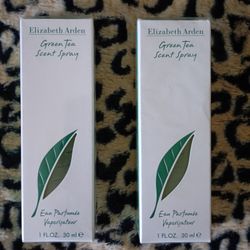 Elizabeth Arden
Green Tea
Scent Spray
Eau Parfumée
Vaporisateur
1 FL.OZ. 30 ml ℮
Elizabeth Arden
Green Tea
Scent Spray
Eau Parfumée
Vaporisateur
1 FL.OZ. 30 ml ℮